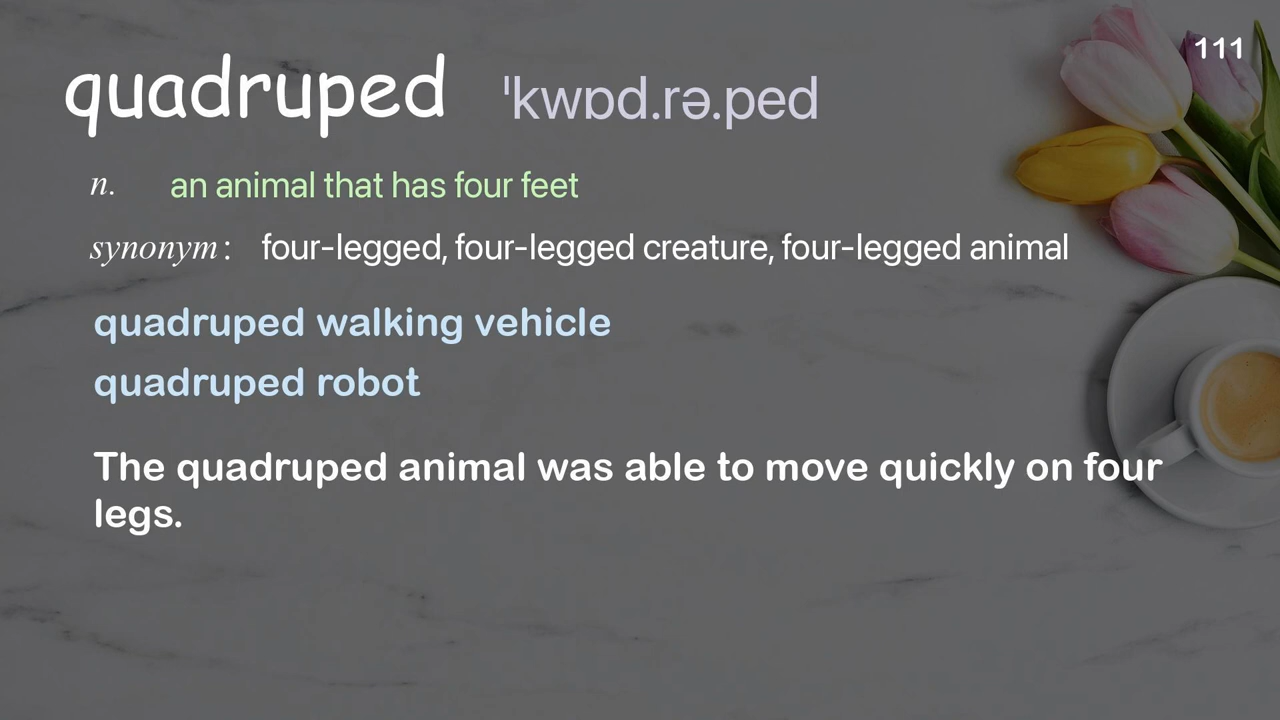 111
quadruped ˈkwɒd.rə.ped
n. an animal that has four feet
synonym: four-legged, four-legged creature, four-legged animal
quadruped walking vehicle
quadruped robot
The quadruped animal was able to move quickly on four
legs.